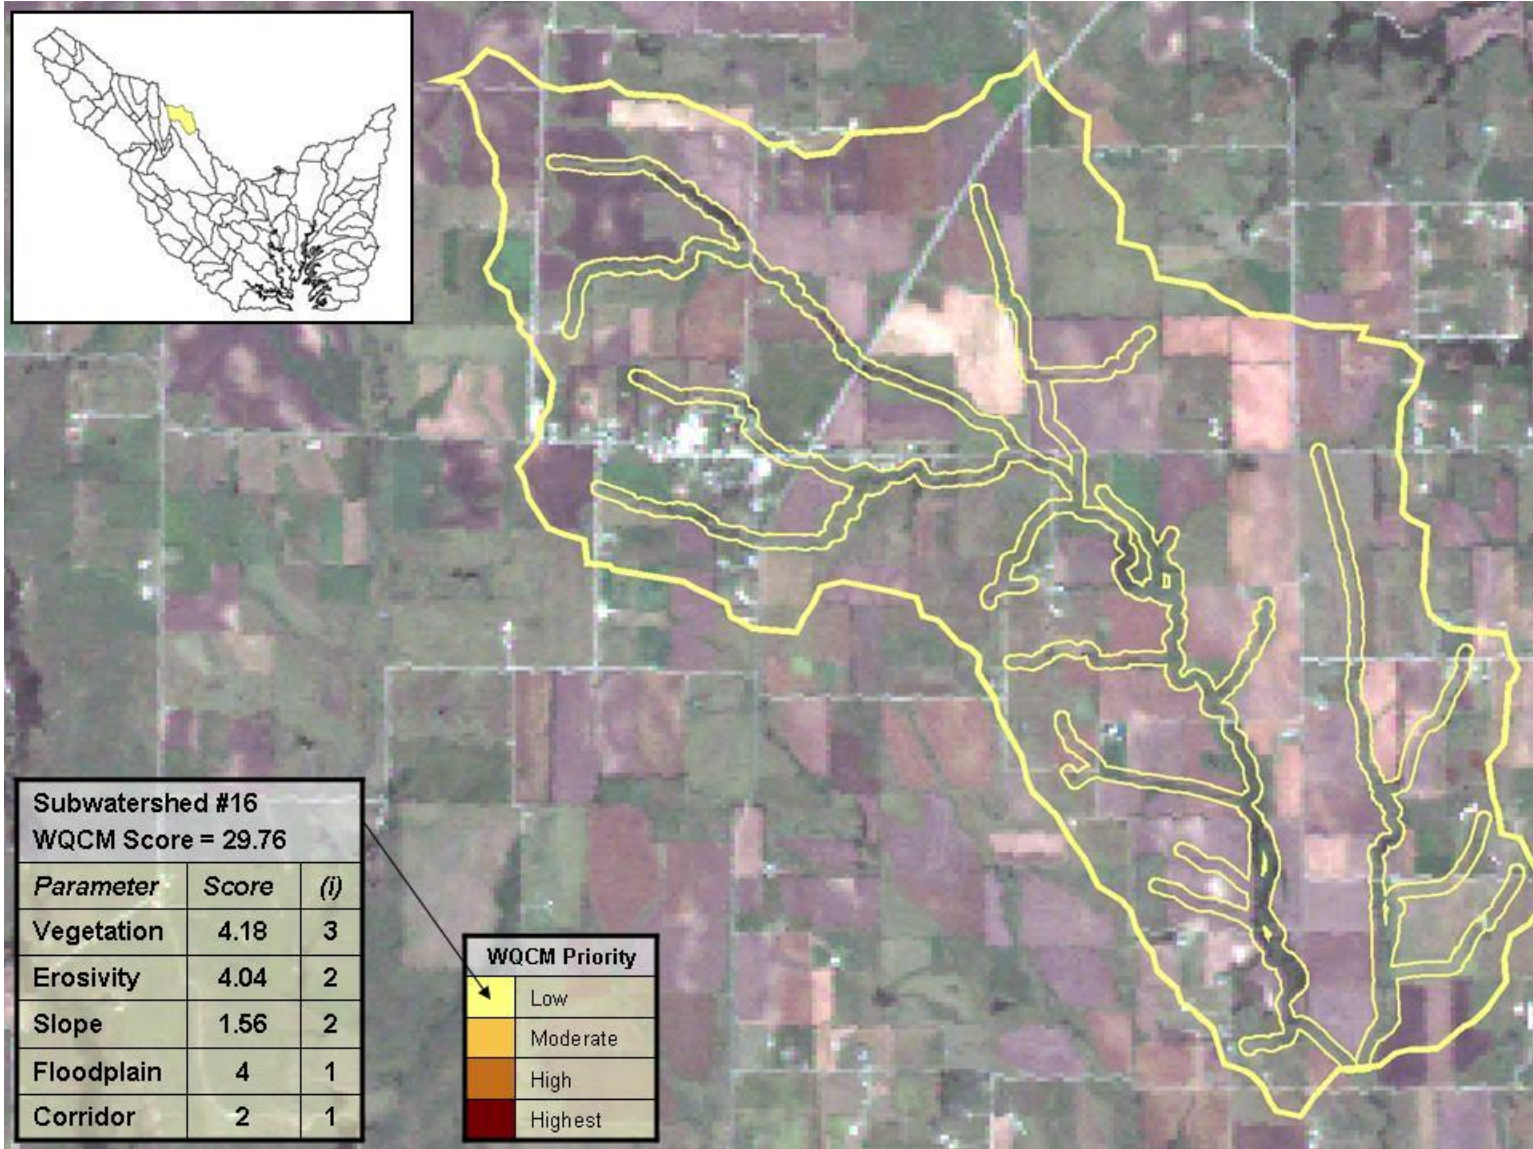 Subwatershed #16
WQCM Score = 29.76
Parameter Score (i)
Vegetation 4.18 3
Erosivity 4.04 2
Slope 1.56 2
Floodplain 4 1
Corridor 2 1
WQCM Priority
Low
Moderate
High
Highest